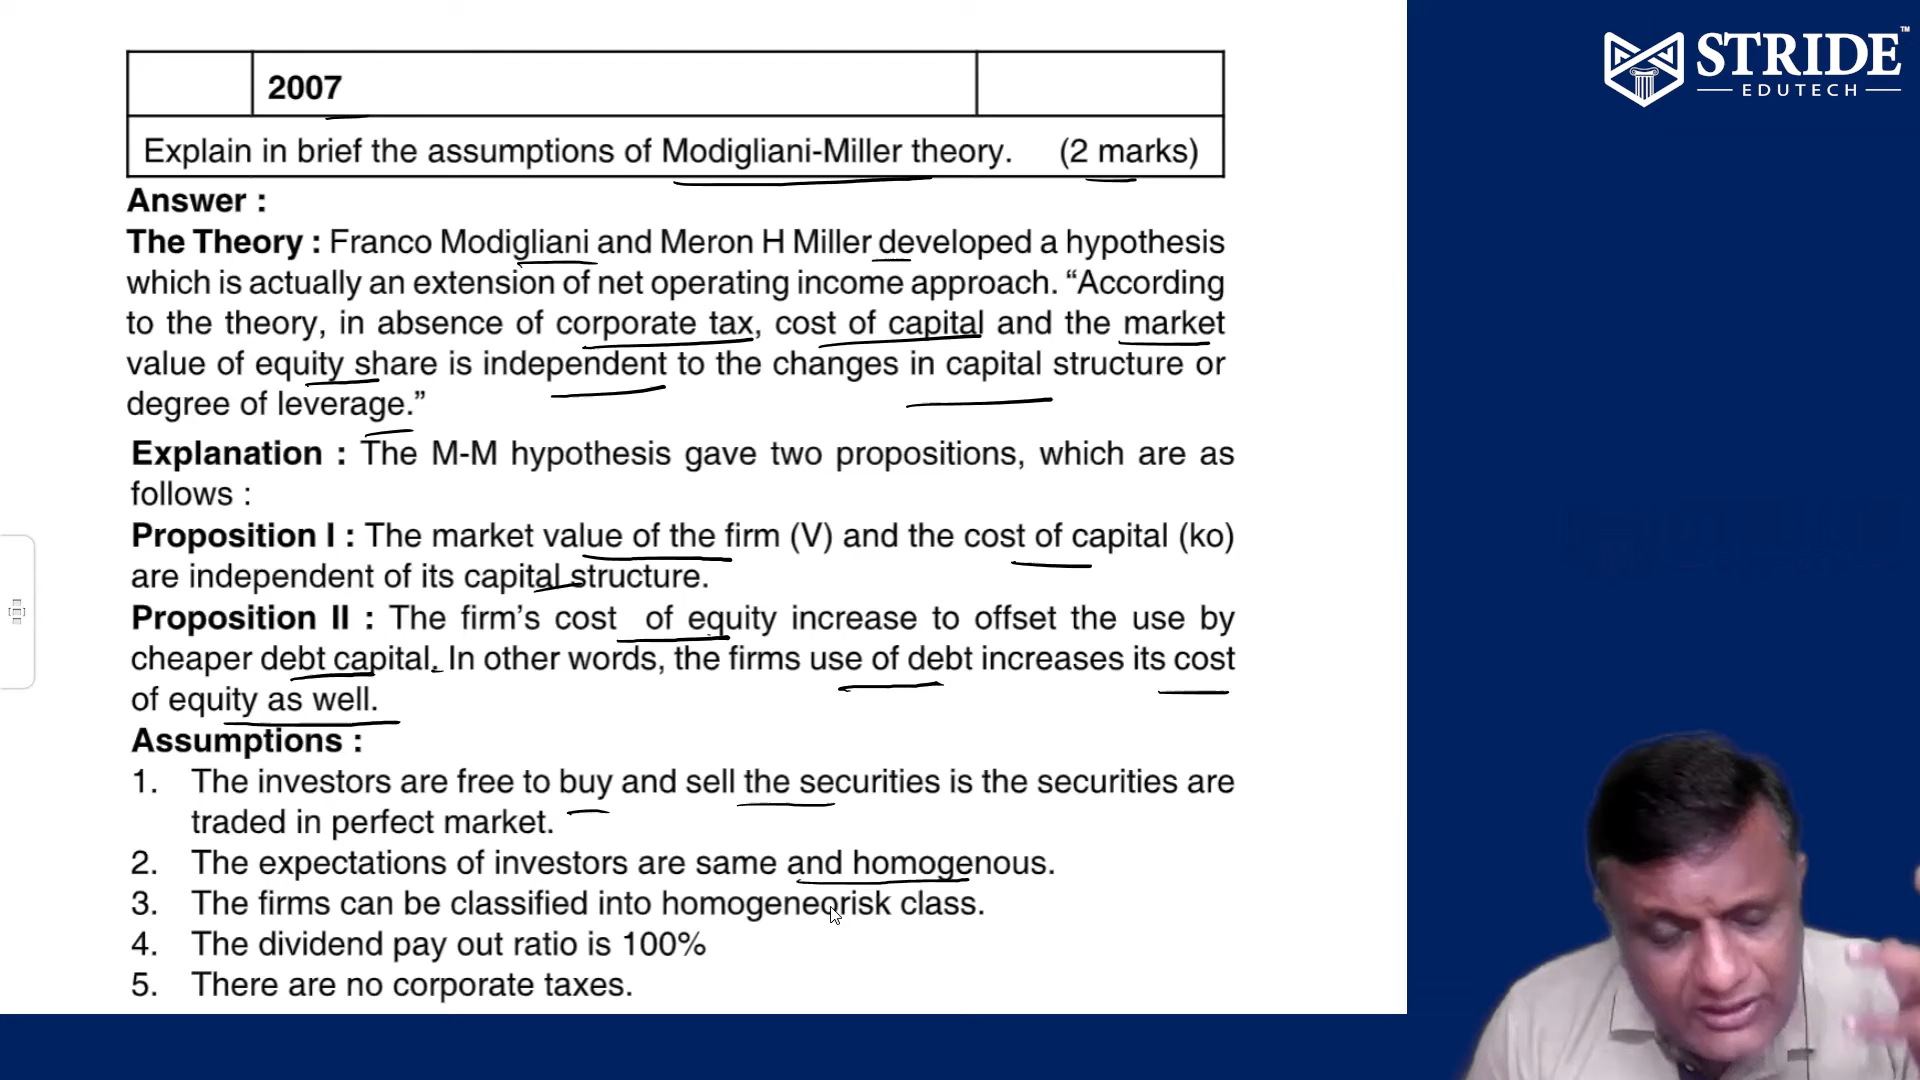 2007
Explain in brief the assumptions of Modigliani-Miller theory. (2 marks)
Answer :
The Theory : Franco Modigliani and Meron H Miller developed a hypothesis
which is actually an extension of net operating income approach. “According
to the theory, in absence of corporate tax, cost of capital and the market
value of equity share is independent to the changes in capital structure or
degree of leverage.”
Explanation : The M-M hypothesis gave two propositions, which are as
follows :
Proposition I : The market value of the firm (V) and the cost of capital (ko)
are independent of its capital structure.
Proposition II : The firm’s cost of equity increase to offset the use by
cheaper debt capital. In other words, the firms use of debt increases its cost
of equity as well.
Assumptions :
1. The investors are free to buy and sell the securities is the securities are
traded in perfect market.
2. The expectations of investors are same and homogenous.
3. The firms can be classified into homogeneorisk class.
4. The dividend pay out ratio is 100%
5. There are no corporate taxes.
STRIDE™
EDUTECH